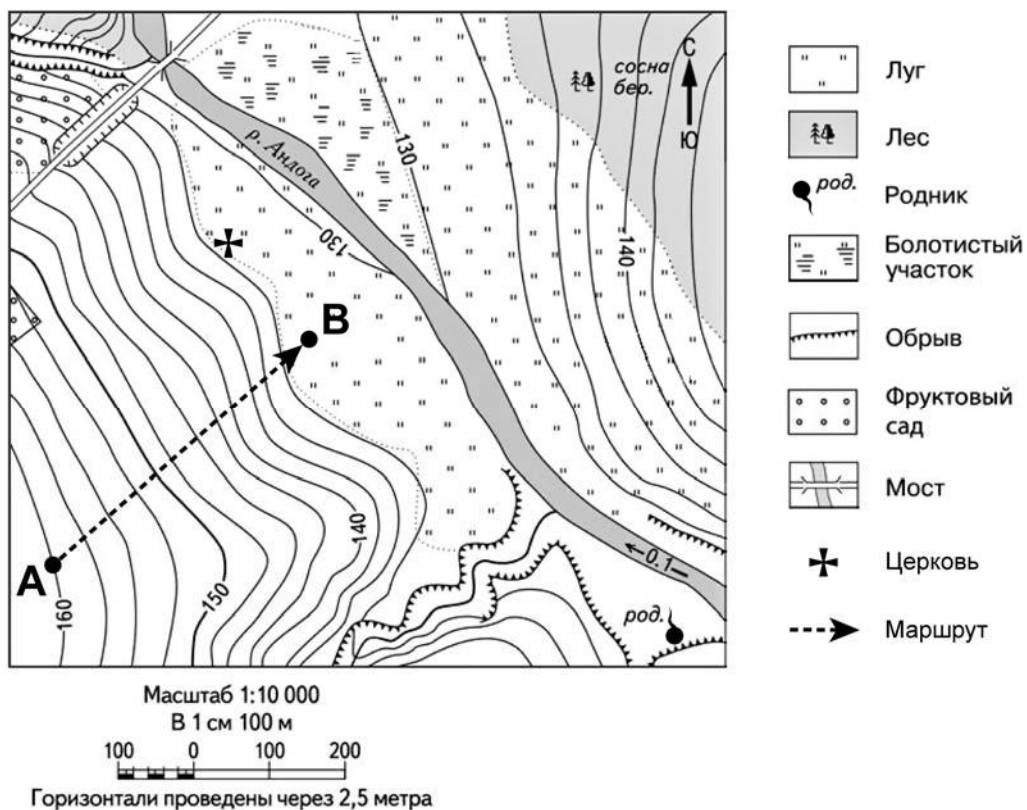 С
Ю
сосна
бер.
130
р. Андога
130
140
В
А
160
150
140
0.1
род.
Луг
Лес
род.
Родник
Болотистый
участок
Обрыв
Фруктовый
сад
Мост
Церковь
Маршрут
Масштаб 1:10 000
В 1 см 100 м
100 0 100 200
Горизонтали проведены через 2,5 метра